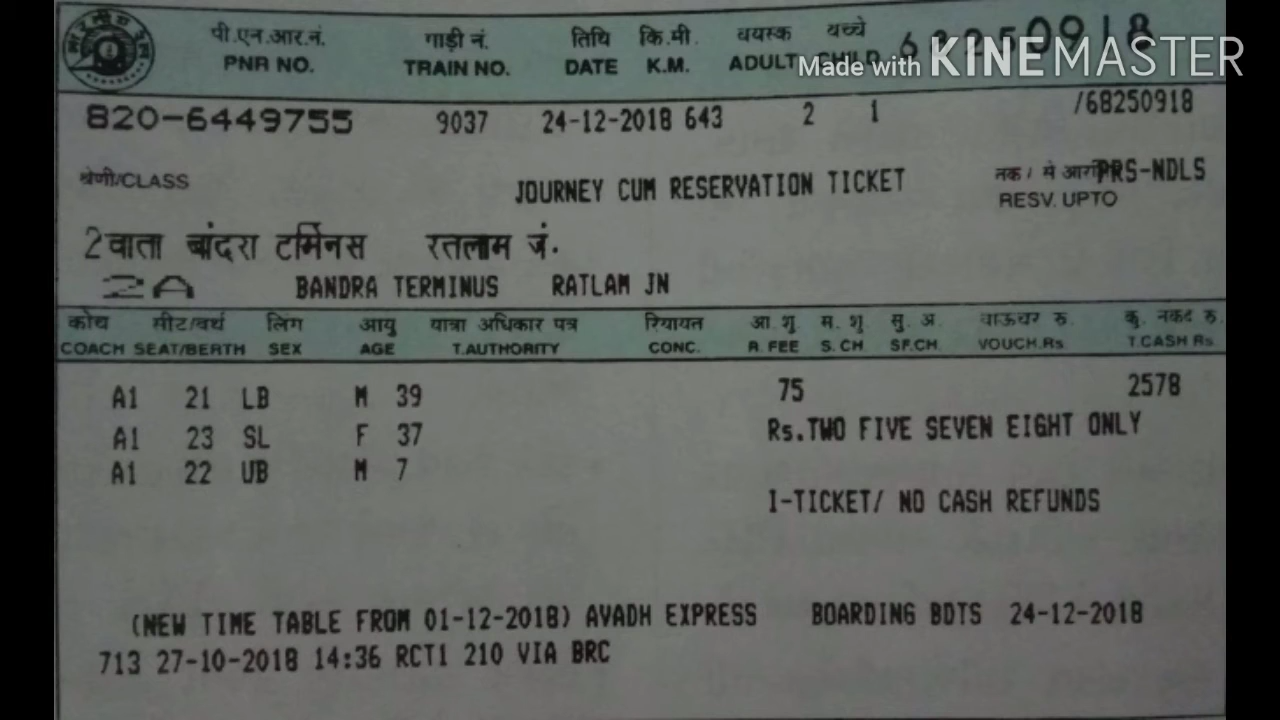 पी.एन.आर.नं. गाड़ी नं. तिथि कि.मी. वयस्क बच्चे
PNR NO. TRAIN NO. DATE K.M. ADULT CHILD 68250918
Made with KINEMASTER
820-6449755 9037 24-12-2018 643 2 1 /68250918
श्रेणी/CLASS JOURNEY CUM RESERVATION TICKET PRS-NDLS
RESV. UPTO
2वाता बांदरा टर्मिनस रतलाम जं.
2A BANDRA TERMINUS RATLAM JN
कोच सीट/बर्थ लिंग आयु यात्रा अधिकार पत्र रियायत आ.शु. म.शु. सु.अ. वाऊचर रु. कु. नकद रु.
COACH SEAT/BERTH SEX AGE T.AUTHORITY CONC. R.FEE S.CH SF.CH. VOUCH.Rs T.CASH Rs.
A1 21 LB M 39 75 2578
A1 23 SL F 37 Rs.TWO FIVE SEVEN EIGHT ONLY
A1 22 UB M 7
I-TICKET/ NO CASH REFUNDS
(NEW TIME TABLE FROM 01-12-2018) AVADH EXPRESS BOARDING BDTS 24-12-2018
713 27-10-2018 14:36 RCT1 210 VIA BRC